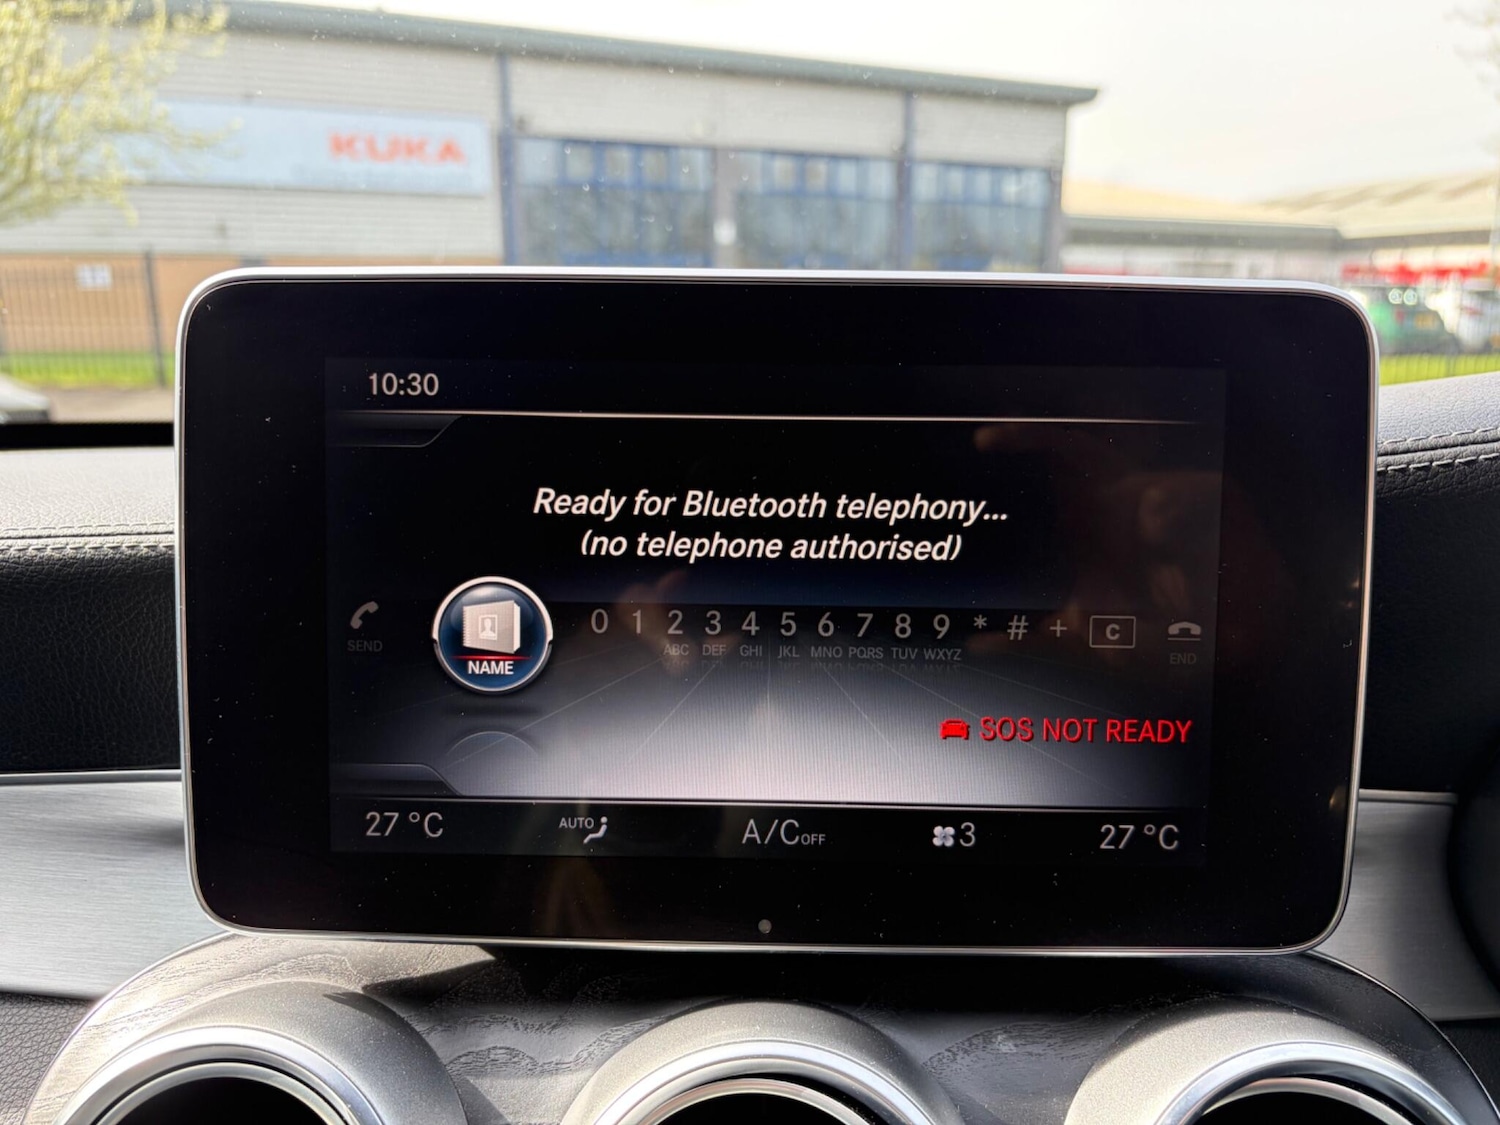 KUKA
10:30
Ready for Bluetooth telephony...
(no telephone authorised)
SEND
NAME
0 1 2 3 4 5 6 7 8 9 * # + C
ABC DEF GHI JKL MNO PQRS TUV WXYZ
END
SOS NOT READY
27 °C AUTO A/C OFF 3 27 °C